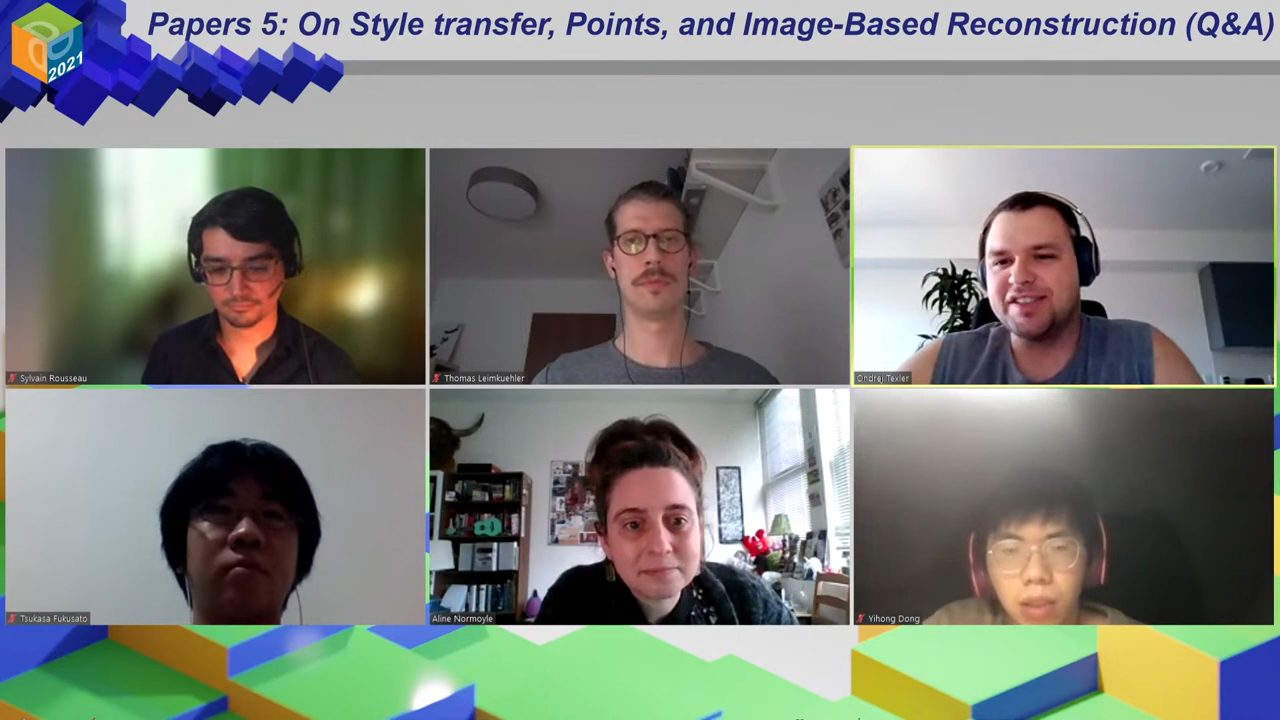 Papers 5: On Style transfer, Points, and Image-Based Reconstruction (Q&A)
2021
Sylvain Rousseau
Thomas Leimkuehler
Ondrej Texler
Tsukasa Fukusato
Aline Normoyle
Yihong Dong